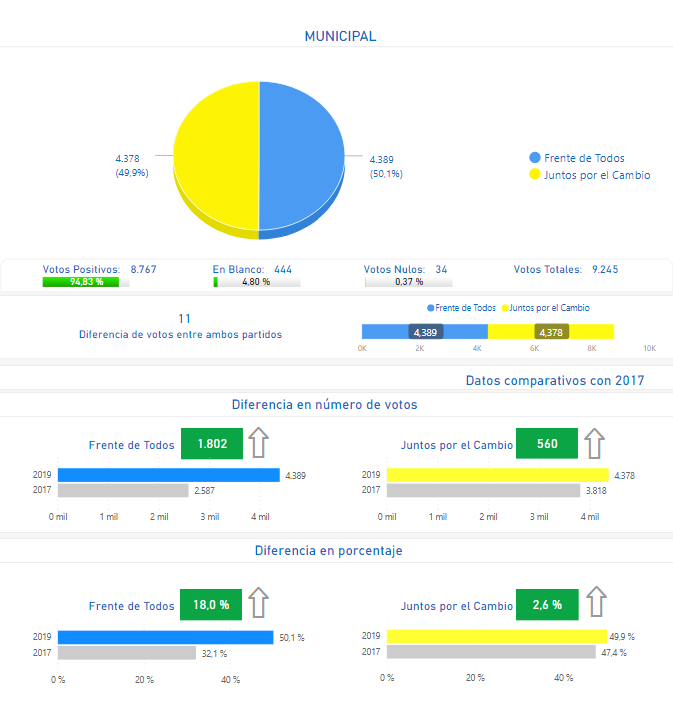 MUNICIPAL
4.378
(49,9%)
4.389
(50,1%)
Frente de Todos
Juntos por el Cambio
Votos Positivos: 8.767
94,83 %
En Blanco: 444
4,80 %
Votos Nulos: 34
0,37 %
Votos Totales: 9.245
11
Diferencia de votos entre ambos partidos
Frente de Todos Juntos por el Cambio
4,389 4,378
0K 2K 4K 6K 8K 10K
Datos comparativos con 2017
Diferencia en número de votos
Frente de Todos 1.802
2019 4.389
2017 2.587
0 mil 1 mil 2 mil 3 mil 4 mil
Juntos por el Cambio 560
2019 4.378
2017 3.818
0 mil 1 mil 2 mil 3 mil 4 mil
Diferencia en porcentaje
Frente de Todos 18,0 %
2019 50,1 %
2017 32,1 %
0 % 20 % 40 %
Juntos por el Cambio 2,6 %
2019 49,9 %
2017 47,4 %
0 % 20 % 40 %